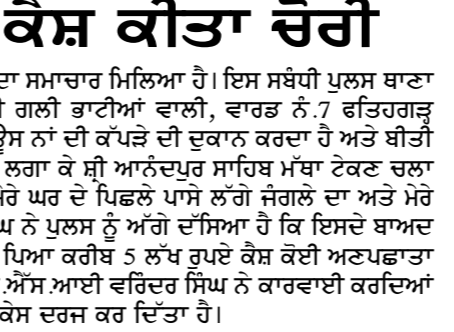 ਕੈਸ਼ ਕੀਤਾ ਚੋਰੀ
ਦਾ ਸਮਾਚਾਰ ਮਿਲਿਆ ਹੈ। ਇਸ ਸਬੰਧੀ ਪੁਲਸ ਥਾਣਾ
ਗਲੀ ਭਾਟੀਆਂ ਵਾਲੀ, ਵਾਰਡ ਨੰ.7 ਫਤਿਹਗੜ੍ਹ
ਨਾਂ ਦੀ ਕੱਪੜੇ ਦੀ ਦੁਕਾਨ ਕਰਦਾ ਹੈ ਅਤੇ ਬੀਤੀ
ਲਗਾ ਕੇ ਸ਼੍ਰੀ ਆਨੰਦਪੁਰ ਸਾਹਿਬ ਮੱਥਾ ਟੇਕਣ ਚਲਾ
ਘਰ ਦੇ ਪਿਛਲੇ ਪਾਸੇ ਲੱਗੇ ਜੰਗਲੇ ਦਾ ਅਤੇ ਮੇਰੇ
ਨੇ ਪੁਲਸ ਨੂੰ ਅੱਗੇ ਦੱਸਿਆ ਹੈ ਕਿ ਇਸਦੇ ਬਾਅਦ
ਪਿਆ ਕਰੀਬ 5 ਲੱਖ ਰੁਪਏ ਕੈਸ਼ ਕੋਈ ਅਣਪਛਾਤਾ
.ਐੱਸ.ਆਈ ਵਰਿੰਦਰ ਸਿੰਘ ਨੇ ਕਾਰਵਾਈ ਕਰਦਿਆਂ
ਕੇਸ ਦਰਜ ਕਰ ਦਿੱਤਾ ਹੈ।